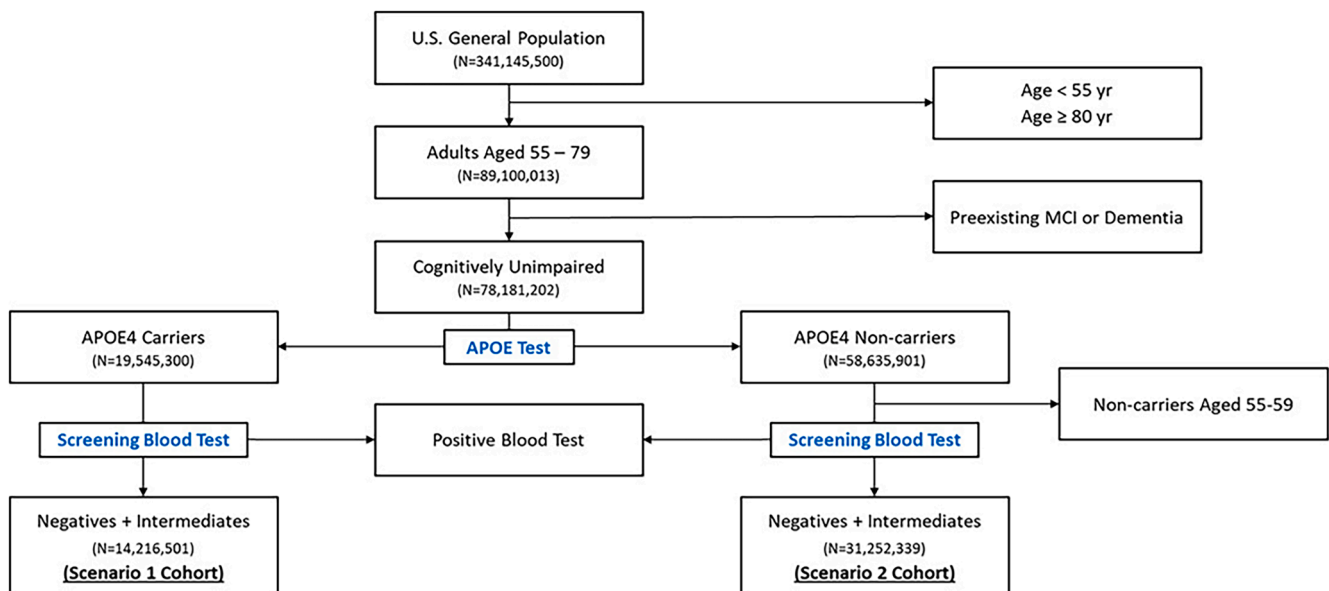 U.S. General Population
(N=341,145,500)
Age < 55 yr
Age ≥ 80 yr
Adults Aged 55 – 79
(N=89,100,013)
Preexisting MCI or Dementia
Cognitively Unimpaired
(N=78,181,202)
APOE4 Carriers
(N=19,545,300)
APOE Test
APOE4 Non-carriers
(N=58,635,901)
Non-carriers Aged 55-59
Screening Blood Test
Positive Blood Test
Screening Blood Test
Negatives + Intermediates
(N=14,216,501)
(Scenario 1 Cohort)
Negatives + Intermediates
(N=31,252,339)
(Scenario 2 Cohort)